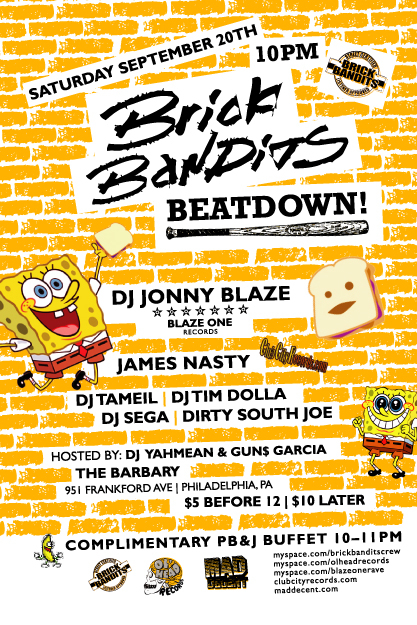 SATURDAY SEPTEMBER 20TH
10PM
BRICK
BANDITS
Brick
BANDITS
BEATDOWN!
DJ JONNY BLAZE
BLAZE ONE
RECORDS
JAMES NASTY
Club City Records.com
DJ TAMEIL | DJ TIM DOLLA
DJ SEGA | DIRTY SOUTH JOE
HOSTED BY: DJ YAHMEAN & GUN$ GARCIA
THE BARBARY
951 FRANKFORD AVE | PHILADELPHIA, PA
$5 BEFORE 12 | $10 LATER
COMPLIMENTARY PB&J BUFFET 10–11PM
BRICK
BANDITS
OL' HEAD
RECORDS
MAD
DECENT
myspace.com/brickbanditscrew
myspace.com/olheadrecords
myspace.com/blazeonerave
clubcityrecords.com
maddecent.com